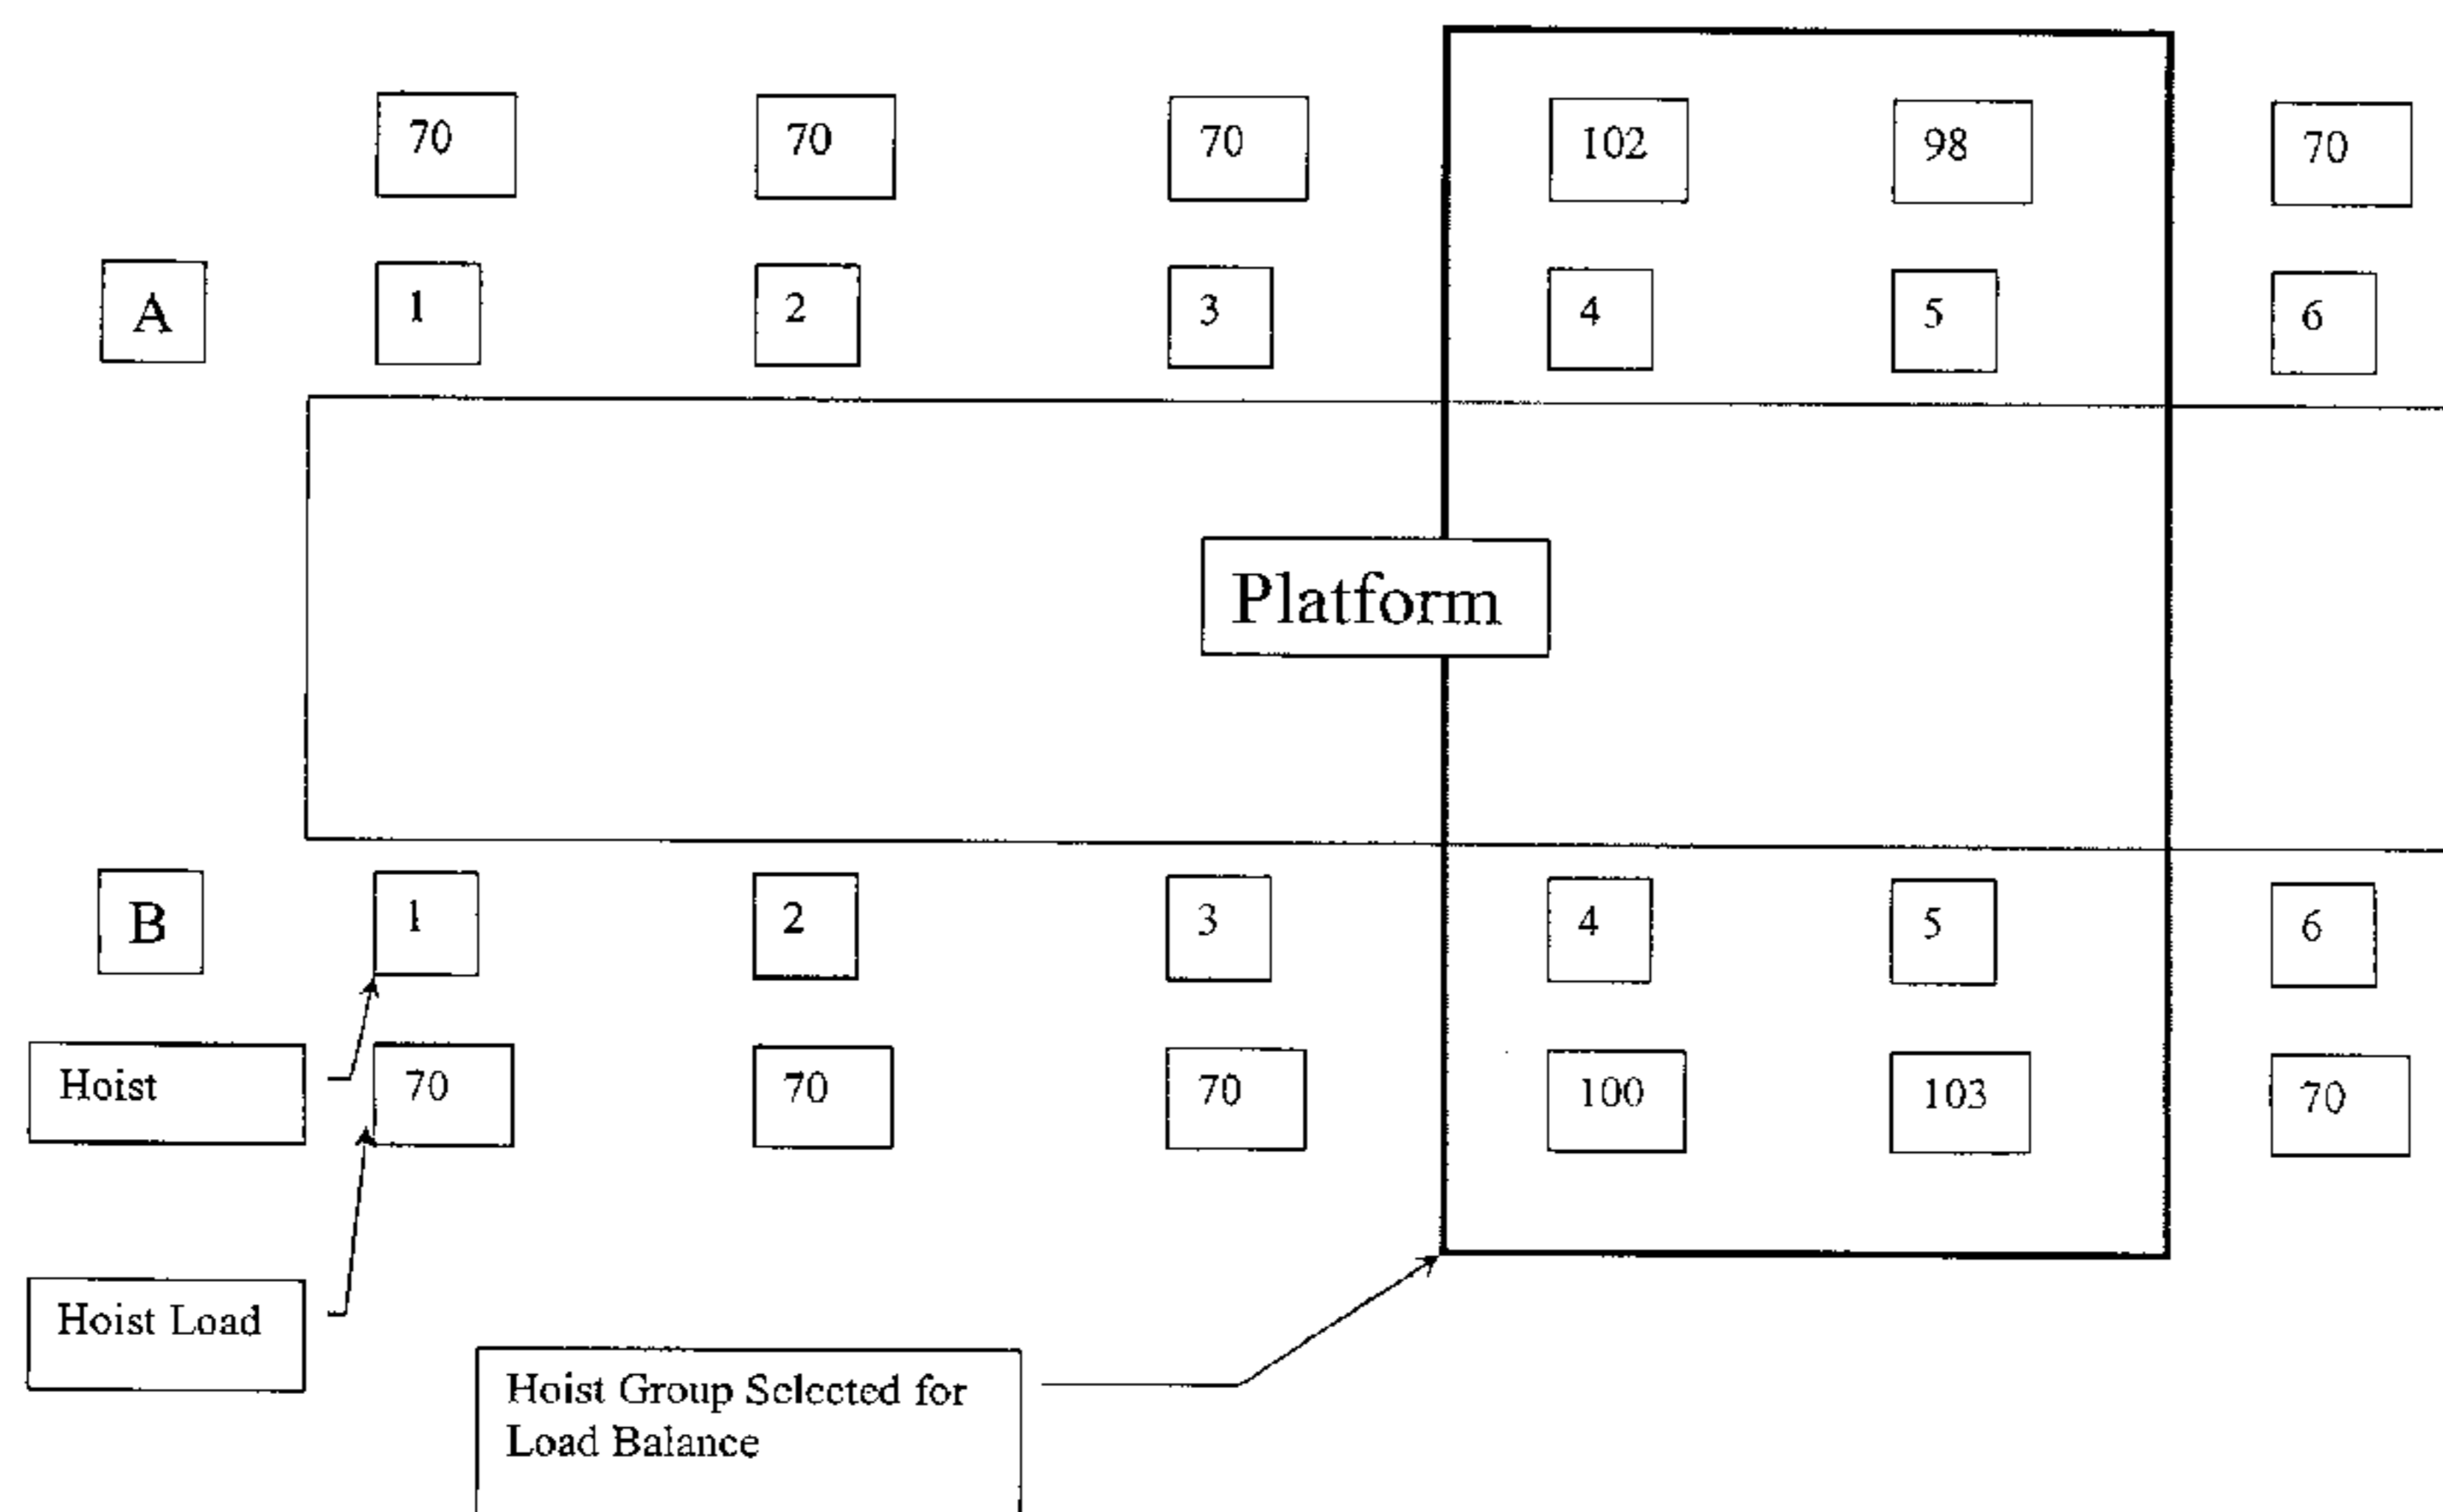 70 70 70 102 98 70
A 1 2 3 4 5 6
Platform
B 1 2 3 4 5 6
Hoist 70 70 70 100 103 70
Hoist Load
Hoist Group Selected for
Load Balance